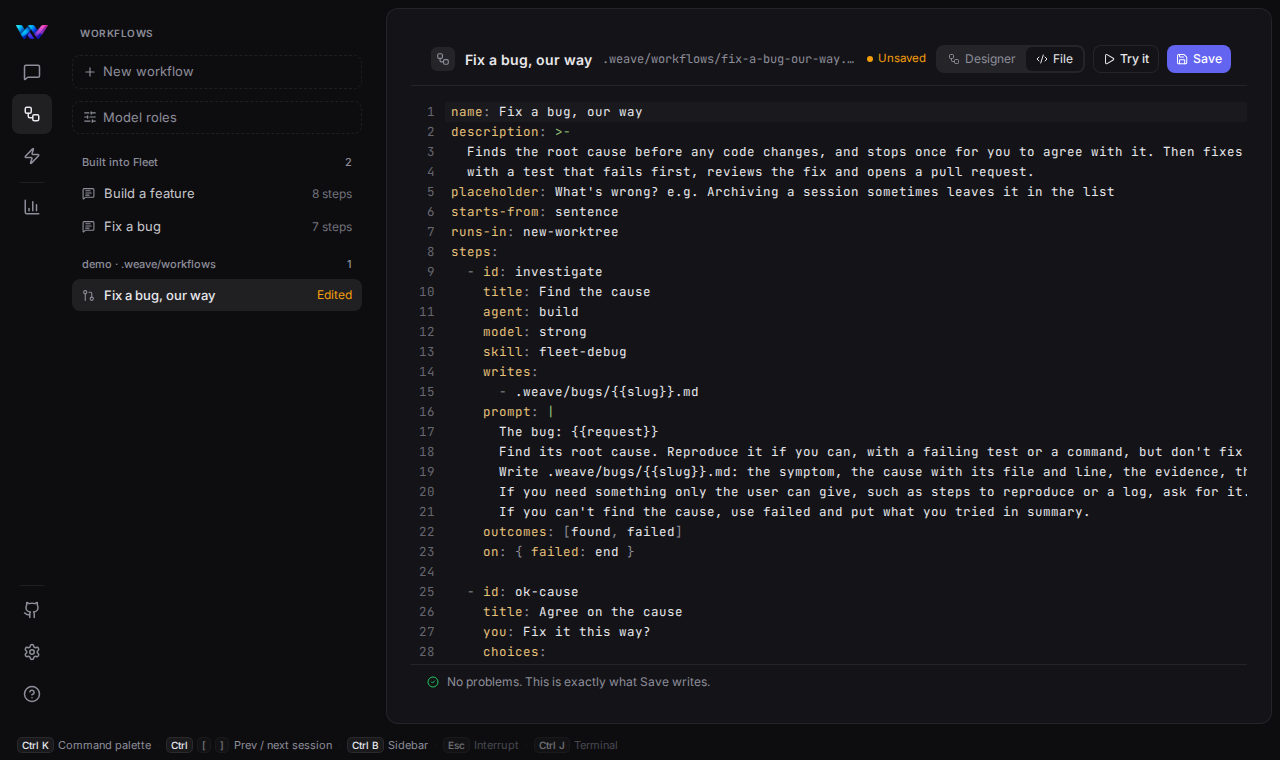 WORKFLOWS
New workflow
Model roles
Built into Fleet 2
Build a feature 8 steps
Fix a bug 7 steps
demo · .weave/workflows 1
Fix a bug, our way Edited
Fix a bug, our way .weave/workflows/fix-a-bug-our-way.… Unsaved Designer File Try it Save
1 name: Fix a bug, our way
2 description: >-
3 Finds the root cause before any code changes, and stops once for you to agree with it. Then fixes
4 with a test that fails first, reviews the fix and opens a pull request.
5 placeholder: What's wrong? e.g. Archiving a session sometimes leaves it in the list
6 starts-from: sentence
7 runs-in: new-worktree
8 steps:
9 - id: investigate
10 title: Find the cause
11 agent: build
12 model: strong
13 skill: fleet-debug
14 writes:
15 - .weave/bugs/{{slug}}.md
16 prompt: |
17 The bug: {{request}}
18 Find its root cause. Reproduce it if you can, with a failing test or a command, but don't fix
19 Write .weave/bugs/{{slug}}.md: the symptom, the cause with its file and line, the evidence,
20 If you need something only the user can give, such as steps to reproduce or a log, ask for it.
21 If you can't find the cause, use failed and put what you tried in summary.
22 outcomes: [found, failed]
23 on: { failed: end }
24
25 - id: ok-cause
26 title: Agree on the cause
27 you: Fix it this way?
28 choices:
No problems. This is exactly what Save writes.
Ctrl K Command palette Ctrl [ ] Prev / next session Ctrl B Sidebar Esc Interrupt Ctrl J Terminal